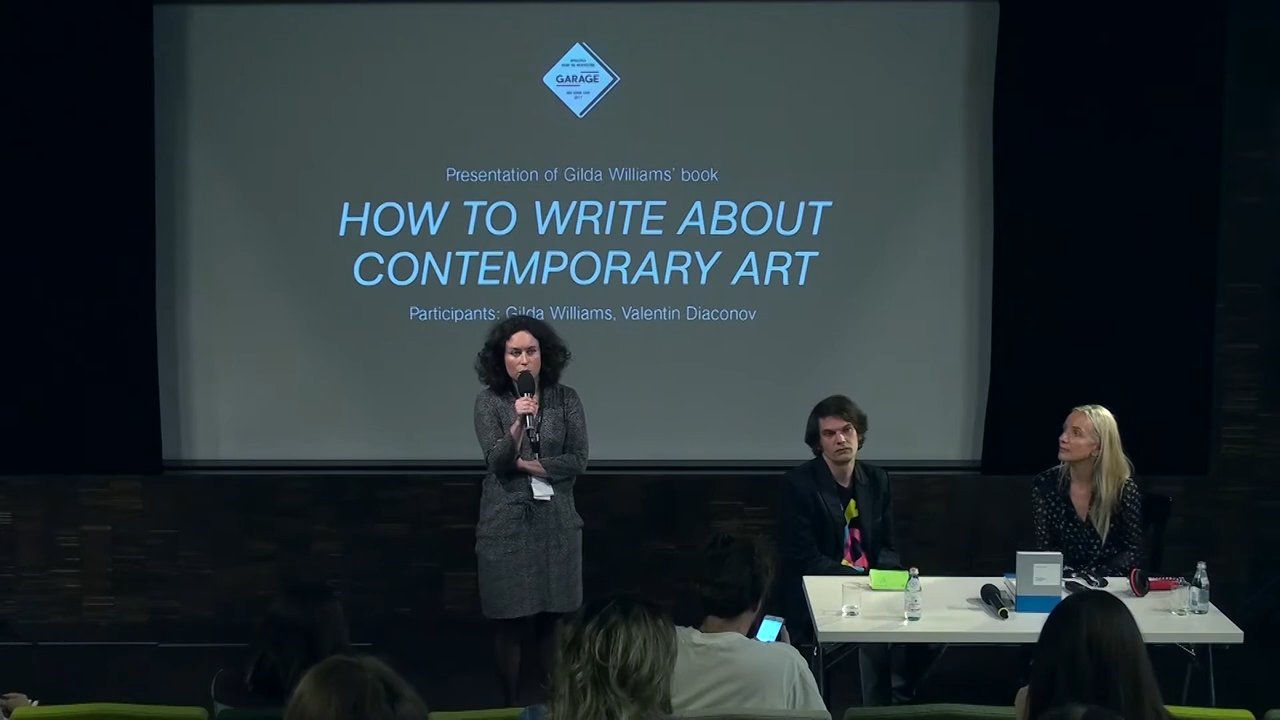 GARAGE
Presentation of Gilda Williams' book
HOW TO WRITE ABOUT
CONTEMPORARY ART
Participants: Gilda Williams, Valentin Diaconov